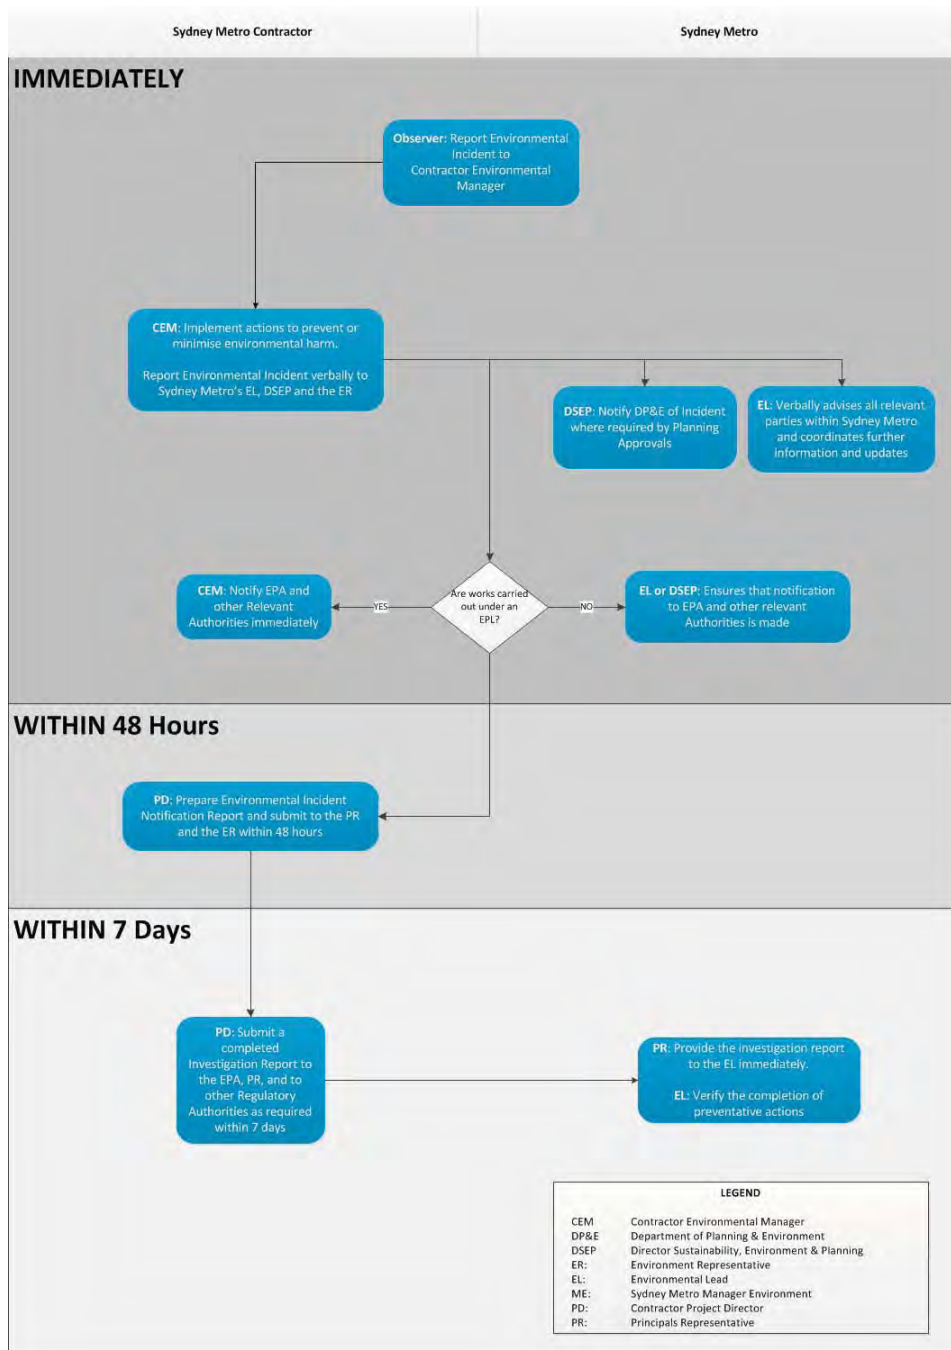 Sydney Metro Contractor
Sydney Metro
IMMEDIATELY
Observer: Report Environmental
Incident to
Contractor Environmental
Manager
CEM: Implement actions to prevent or
minimise environmental harm.
Report Environmental Incident verbally to
Sydney Metro's EL, DSEP and the ER
DSEP: Notify DP&E of Incident
where required by Planning
Approvals
EL: Verbally advises all relevant
parties within Sydney Metro
and coordinates further
information and updates
CEM: Notify EPA and
other Relevant
Authorities immediately
YES
Are works carried
out under an
EPL?
NO
EL or DSEP: Ensures that notification
to EPA and other relevant
Authorities is made
WITHIN 48 Hours
PD: Prepare Environmental Incident
Notification Report and submit to the PR
and the ER within 48 hours
WITHIN 7 Days
PD: Submit a
completed
Investigation Report to
the EPA, PR, and to
other Regulatory
Authorities as required
within 7 days
PR: Provide the investigation report
to the EL immediately.
EL: Verify the completion of
preventative actions
LEGEND
CEM Contractor Environmental Manager
DP&E Department of Planning & Environment
DSEP Director Sustainability, Environment & Planning
ER: Environment Representative
EL: Environmental Lead
ME: Sydney Metro Manager Environment
PD: Contractor Project Director
PR: Principals Representative